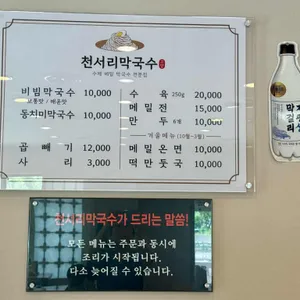 천서리막국수
수제 메밀 막국수 전문점
비빔막국수 10,000
고통맛 / 매운맛
동치미막국수 10,000
곱빼기 12,000
사리 3,000
수육 250g 20,000
메밀전 15,000
만두 6개 10,000
- 겨울메뉴 (10월~3월)
메밀온면 10,000
떡만둣국 10,000
천서리막국수가 드리는 말씀!
모든 메뉴는 주문과 동시에
조리가 시작됩니다.
다소 늦어질 수 있습니다.